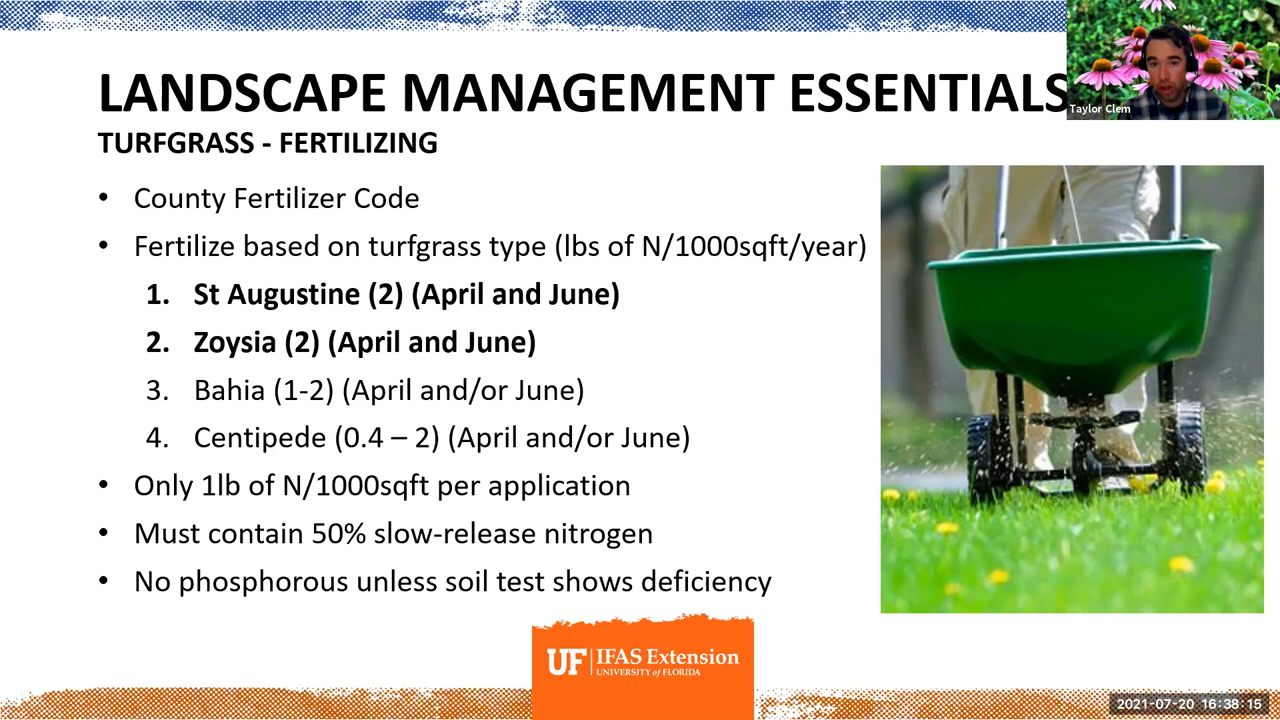 LANDSCAPE MANAGEMENT ESSENTIALS
Taylor Clem
TURFGRASS - FERTILIZING
• County Fertilizer Code
• Fertilize based on turfgrass type (lbs of N/1000sqft/year)
1. St Augustine (2) (April and June)
2. Zoysia (2) (April and June)
3. Bahia (1-2) (April and/or June)
4. Centipede (0.4 – 2) (April and/or June)
• Only 1lb of N/1000sqft per application
• Must contain 50% slow-release nitrogen
• No phosphorous unless soil test shows deficiency
UF IFAS Extension
UNIVERSITY of FLORIDA
2021-07-20 16:38:15